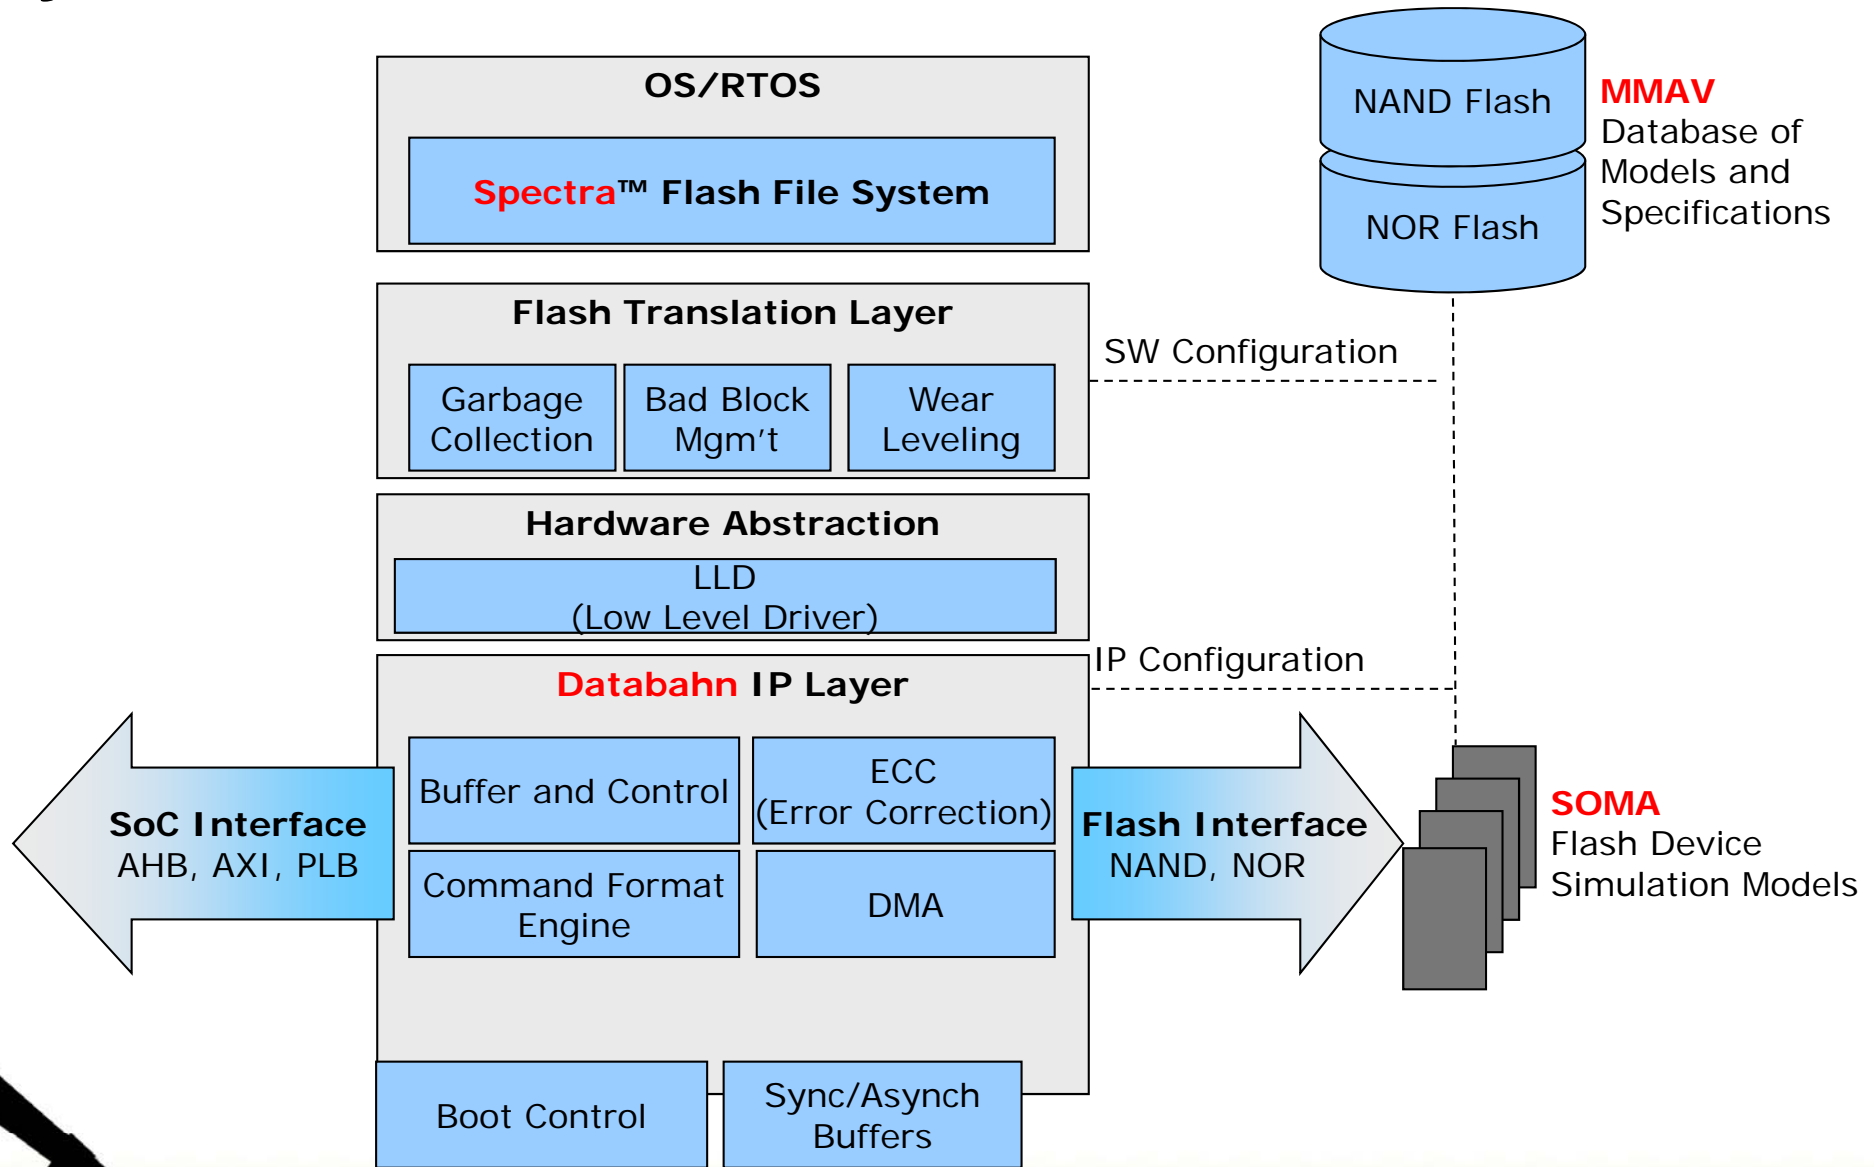 OS/RTOS
Spectra™ Flash File System
NAND Flash
NOR Flash
MMAV
Database of
Models and
Specifications
Flash Translation Layer
Garbage
Collection
Bad Block
Mgm't
Wear
Leveling
SW Configuration
Hardware Abstraction
LLD
(Low Level Driver)
IP Configuration
Databahn IP Layer
Buffer and Control
ECC
(Error Correction)
Command Format
Engine
DMA
SoC Interface
AHB, AXI, PLB
Flash Interface
NAND, NOR
SOMA
Flash Device
Simulation Models
Boot Control
Sync/Asynch
Buffers